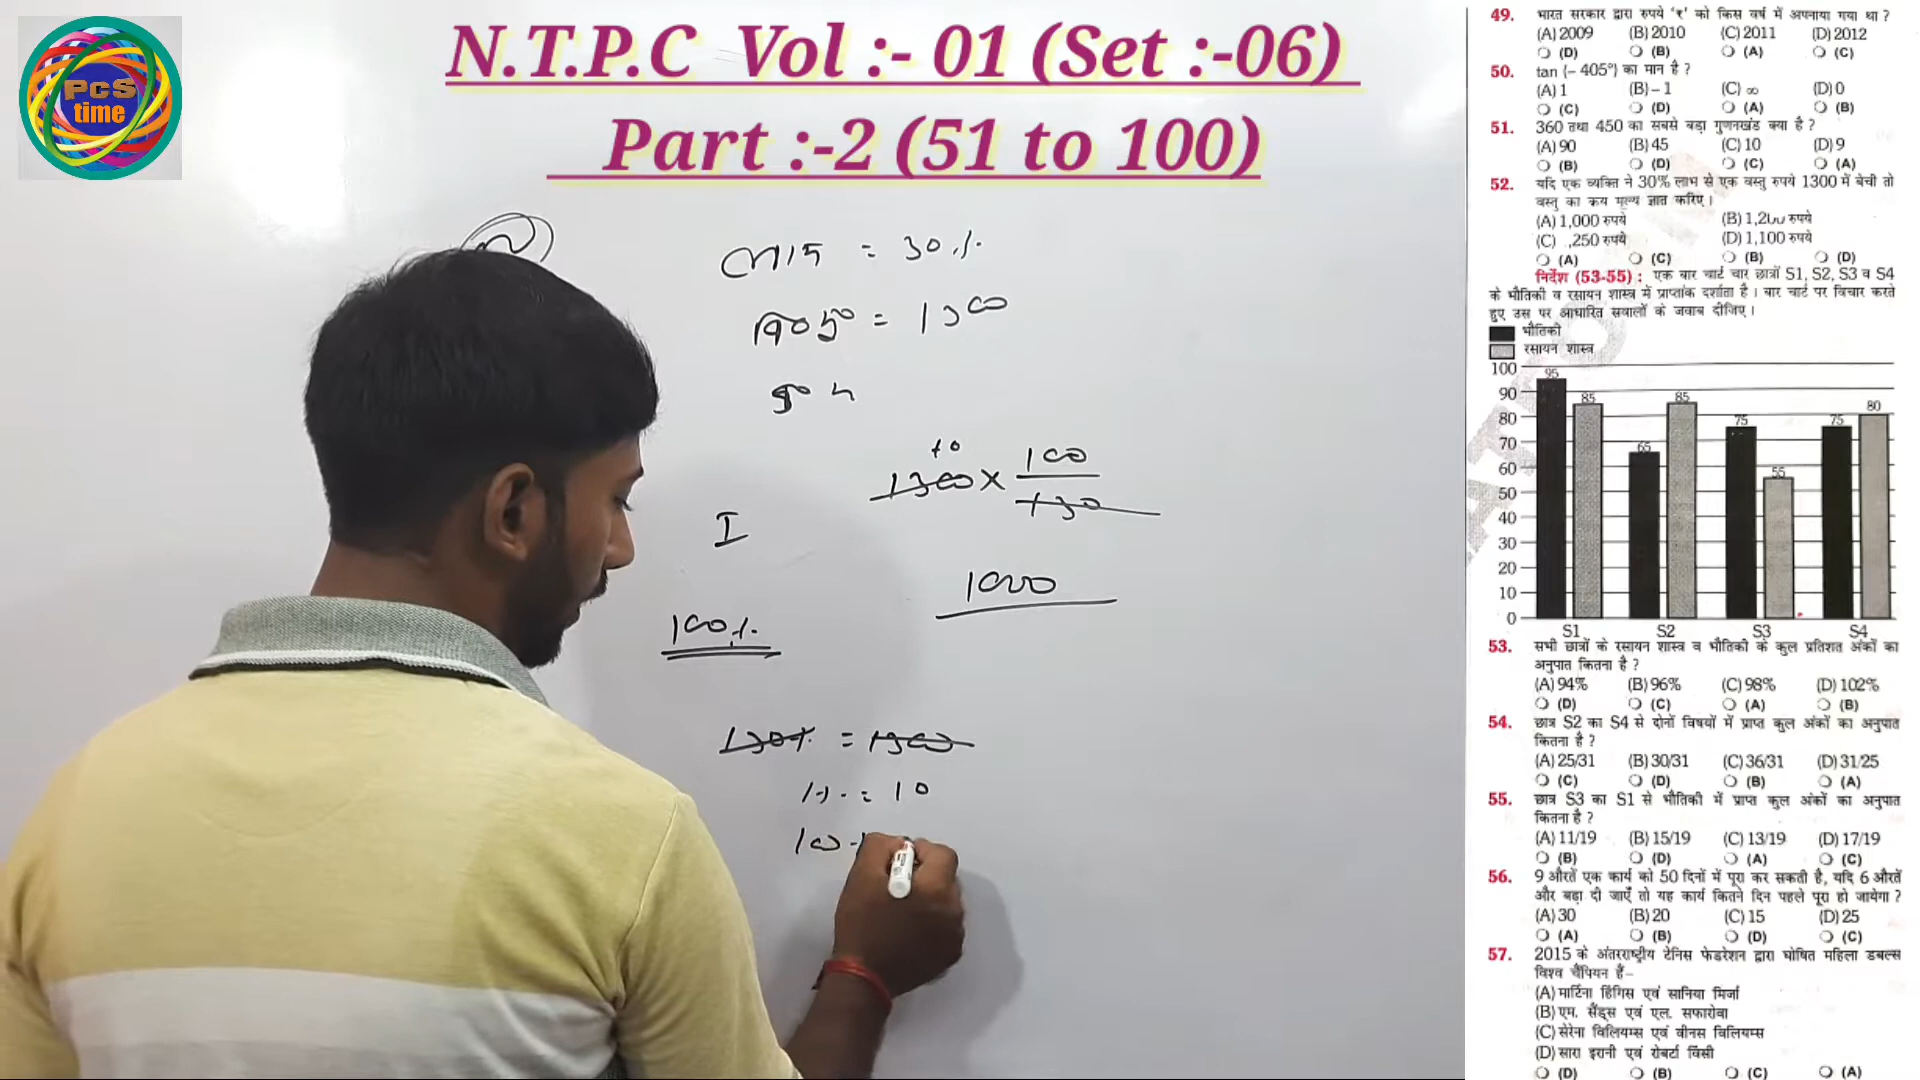 PcS
time
N.T.P.C Vol :- 01 (Set :-06)
Part :-2 (51 to 100)
लाभ = 30%
वि०मू० = 1300
1300 × 100
130
10
I
1000
100%
130% = 1300
1% = 10
100
49. भारत सरकार द्वारा रुपये '₹' को किस वर्ष में अपनाया गया था ?
(A) 2009 (B) 2010 (C) 2011 (D) 2012
(D) (B) (A) (C)
50. tan (– 405°) का मान है ?
(A) 1 (B) – 1 (C) ∞ (D) 0
(C) (D) (A) (B)
51. 360 तथा 450 का सबसे बड़ा गुणनखंड क्या है ?
(A) 90 (B) 45 (C) 10 (D) 9
(B) (D) (C) (A)
52. यदि एक व्यक्ति ने 30% लाभ से एक वस्तु रुपये 1300 में बेची तो
वस्तु का क्रय मूल्य ज्ञात करिए।
(A) 1,000 रुपये (B) 1,200 रुपये
(C) ,250 रुपये (D) 1,100 रुपये
(A) (C) (B) (D)
निर्देश (53-55) : एक बार चार्ट चार छात्रों S1, S2, S3 व S4
के भौतिकी व रसायन शास्त्र में प्राप्तांक दर्शाता है। बार चार्ट पर विचार करते
हुए उस पर आधारित सवालों के जवाब दीजिए।
भौतिकी
रसायन शास्त्र
100
90
80
70
60
50
40
30
20
10
0
95 85 65 85 75 55 75 80
S1 S2 S3 S4
53. सभी छात्रों के रसायन शास्त्र व भौतिकी के कुल प्रतिशत अंकों का
अनुपात कितना है ?
(A) 94% (B) 96% (C) 98% (D) 102%
(D) (C) (A) (B)
54. छात्र S2 का S4 से दोनों विषयों में प्राप्त कुल अंकों का अनुपात
कितना है ?
(A) 25/31 (B) 30/31 (C) 36/31 (D) 31/25
(C) (D) (B) (A)
55. छात्र S3 का S1 से भौतिकी में प्राप्त कुल अंकों का अनुपात
कितना है ?
(A) 11/19 (B) 15/19 (C) 13/19 (D) 17/19
(B) (D) (A) (C)
56. 9 औरतें एक कार्य को 50 दिनों में पूरा कर सकती है, यदि 6 औरतें
और बढ़ा दी जाएँ तो यह कार्य कितने दिन पहले पूरा हो जायेगा ?
(A) 30 (B) 20 (C) 15 (D) 25
(A) (B) (D) (C)
57. 2015 के अंतरराष्ट्रीय टेनिस फेडरेशन द्वारा घोषित महिला डबल्स
विश्व चैंपियन हैं–
(A) मार्टिना हिंगिस एवं सानिया मिर्जा
(B) एम. सैंड्स एवं एल. सफारोवा
(C) सेरेना विलियम्स एवं वीनस विलियम्स
(D) सारा इरानी एवं रोबर्टा विंसी
(D) (B) (C) (A)